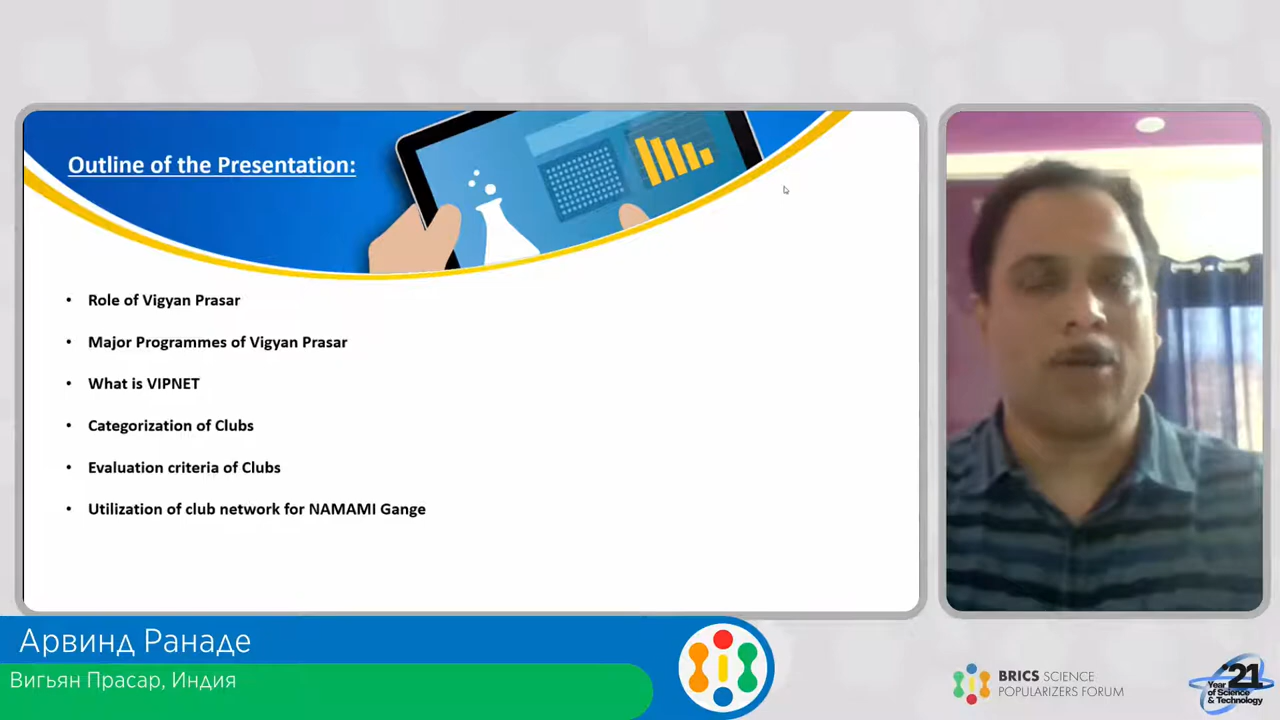 Outline of the Presentation:
• Role of Vigyan Prasar
• Major Programmes of Vigyan Prasar
• What is VIPNET
• Categorization of Clubs
• Evaluation criteria of Clubs
• Utilization of club network for NAMAMI Gange
Арвинд Ранаде
Вигьян Прасар, Индия
BRICS SCIENCE
POPULARIZERS FORUM
'21
Year
of Science
& Technology